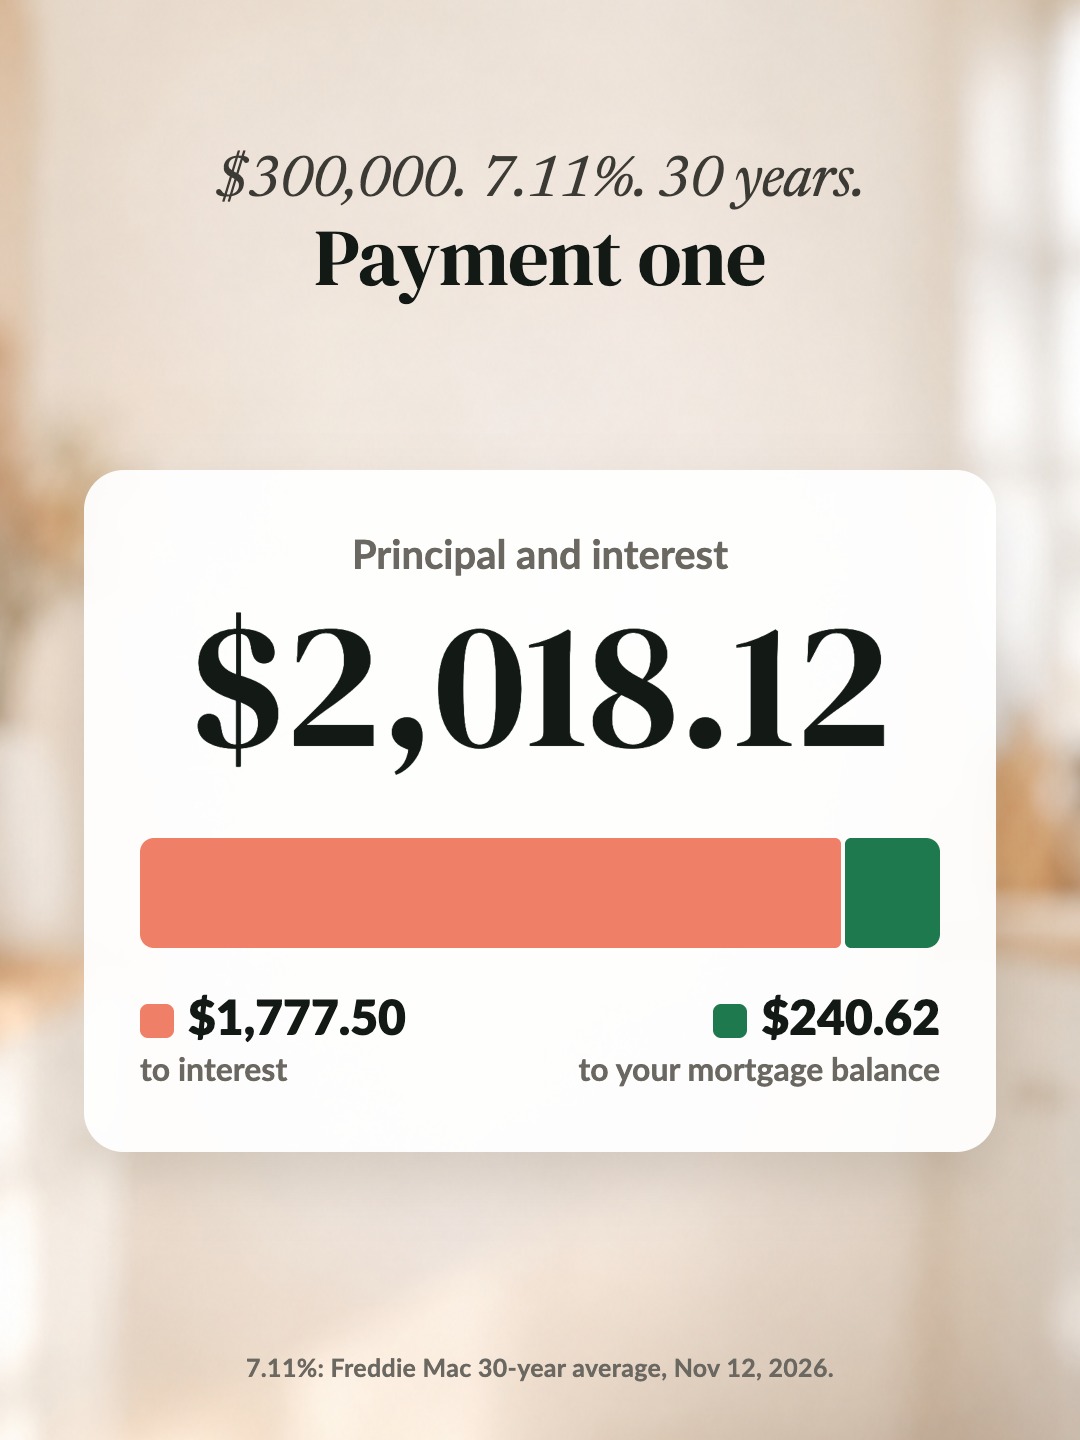 $300,000. 7.11%. 30 years.
Payment one
Principal and interest
$2,018.12
$1,777.50
to interest
$240.62
to your mortgage balance
7.11%: Freddie Mac 30-year average, Nov 12, 2026.